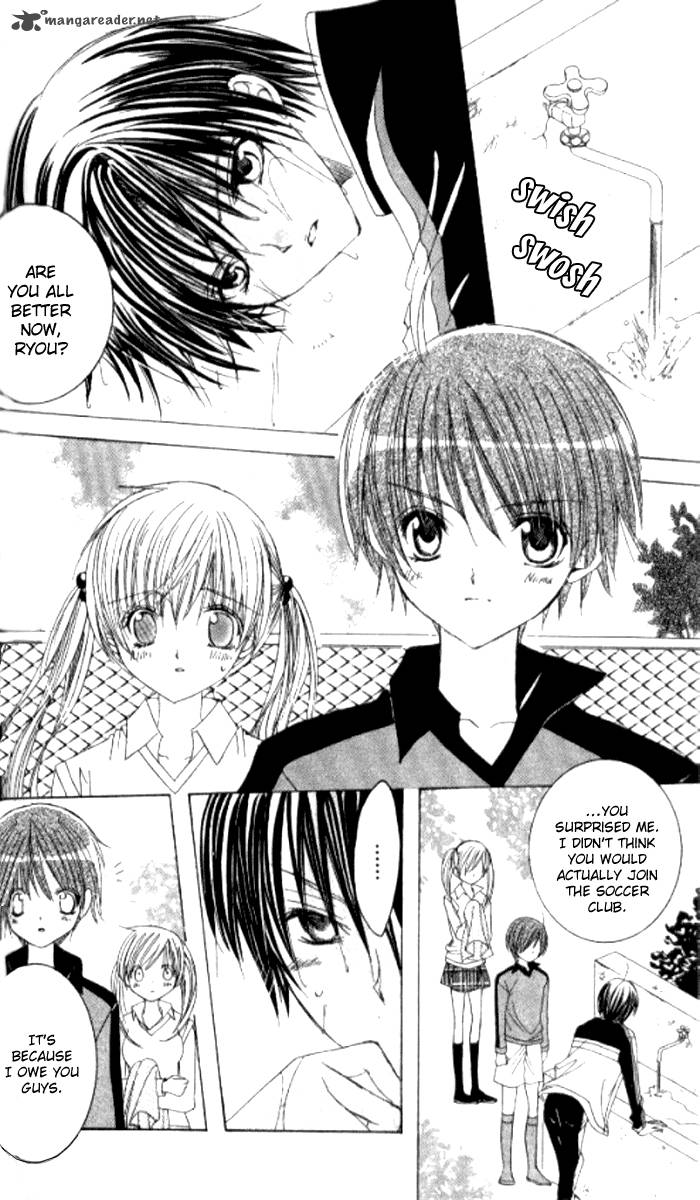 mangareader.net
swish
swosh
ARE
YOU ALL
BETTER
NOW,
RYOU?
...YOU
SURPRISED ME.
I DIDN'T THINK
YOU WOULD
ACTUALLY JOIN
THE SOCCER
CLUB.
......
IT'S
BECAUSE
I OWE YOU
GUYS.